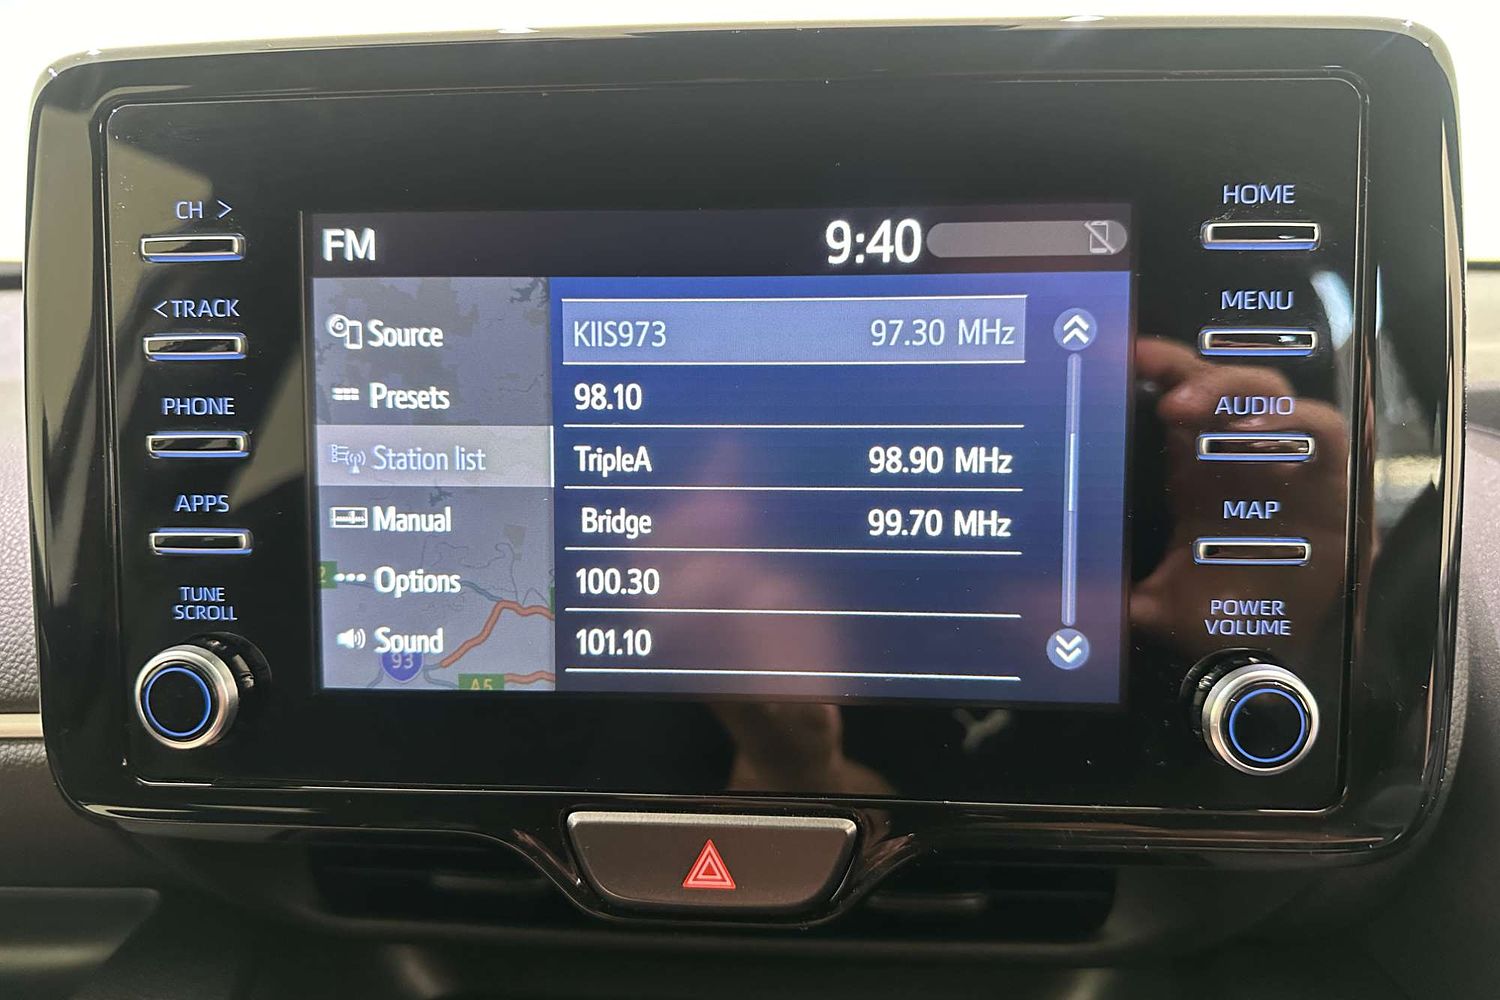 CH >
HOME
FM
9:40
<TRACK
MENU
Source
KIIS973 97.30 MHz
Presets
98.10
PHONE
AUDIO
Station list
TripleA 98.90 MHz
APPS
MAP
Manual
Bridge 99.70 MHz
Options
100.30
TUNE
SCROLL
POWER
VOLUME
Sound
101.10
2
93
A5